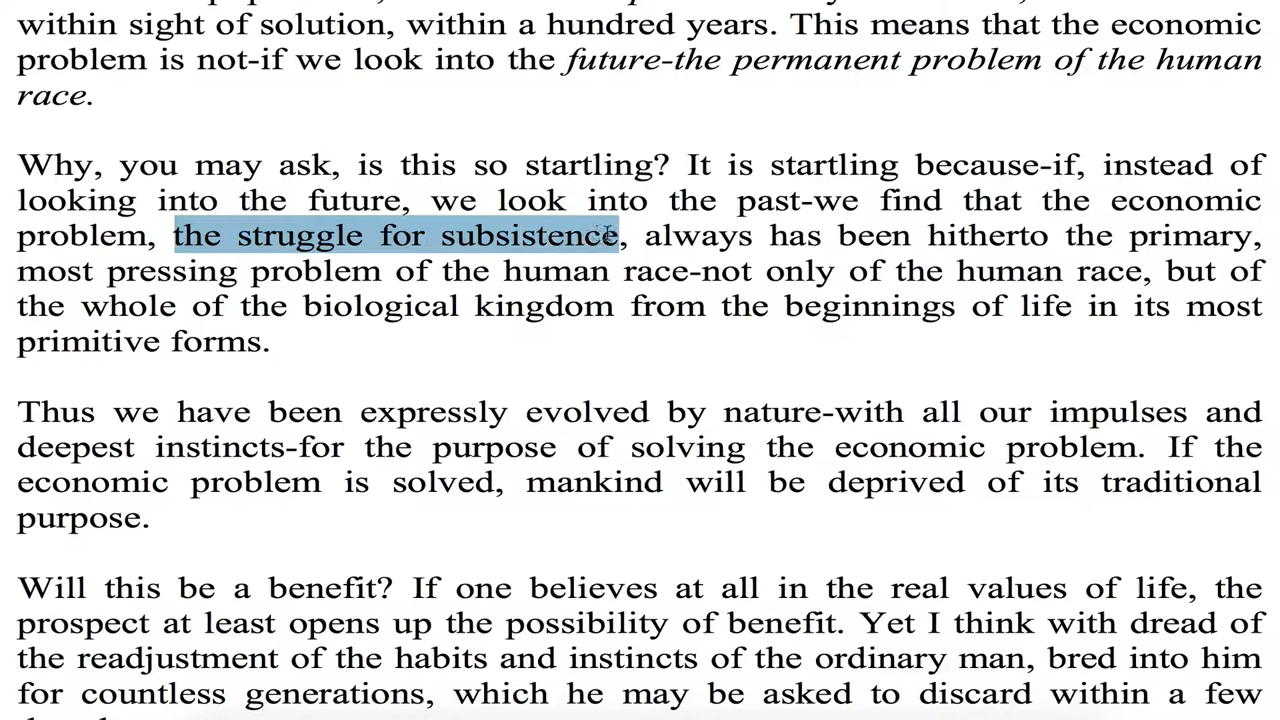 within sight of solution, within a hundred years. This means that the economic
problem is not-if we look into the future-the permanent problem of the human
race.
Why, you may ask, is this so startling? It is startling because-if, instead of
looking into the future, we look into the past-we find that the economic
problem, the struggle for subsistence, always has been hitherto the primary,
most pressing problem of the human race-not only of the human race, but of
the whole of the biological kingdom from the beginnings of life in its most
primitive forms.
Thus we have been expressly evolved by nature-with all our impulses and
deepest instincts-for the purpose of solving the economic problem. If the
economic problem is solved, mankind will be deprived of its traditional
purpose.
Will this be a benefit? If one believes at all in the real values of life, the
prospect at least opens up the possibility of benefit. Yet I think with dread of
the readjustment of the habits and instincts of the ordinary man, bred into him
for countless generations, which he may be asked to discard within a few